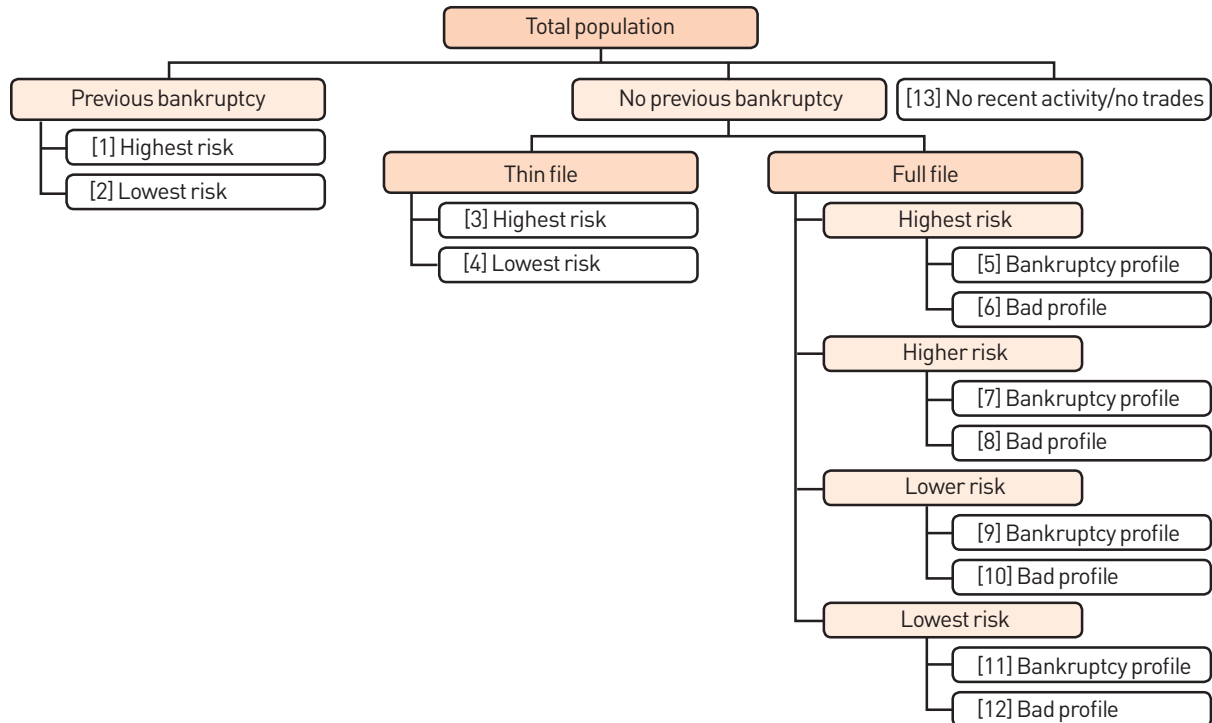 Total population
Previous bankruptcy
[1] Highest risk
[2] Lowest risk
No previous bankruptcy
Thin file
[3] Highest risk
[4] Lowest risk
Full file
Highest risk
[5] Bankruptcy profile
[6] Bad profile
Higher risk
[7] Bankruptcy profile
[8] Bad profile
Lower risk
[9] Bankruptcy profile
[10] Bad profile
Lowest risk
[11] Bankruptcy profile
[12] Bad profile
[13] No recent activity/no trades